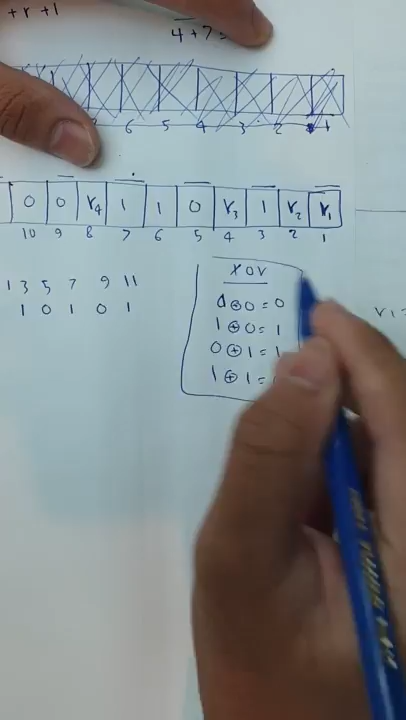 + r + 1
4 + 7 =
6 5 4 3 2 1
0 0 r4 1 1 0 r3 1 r2 r1
10 9 8 7 6 5 4 3 2 1
1 3 5 7 9 11
1 0 1 0 1
xor
0 ⊕ 0 = 0
1 ⊕ 0 = 1
0 ⊕ 1 = 1
1 ⊕ 1 =
r1 =